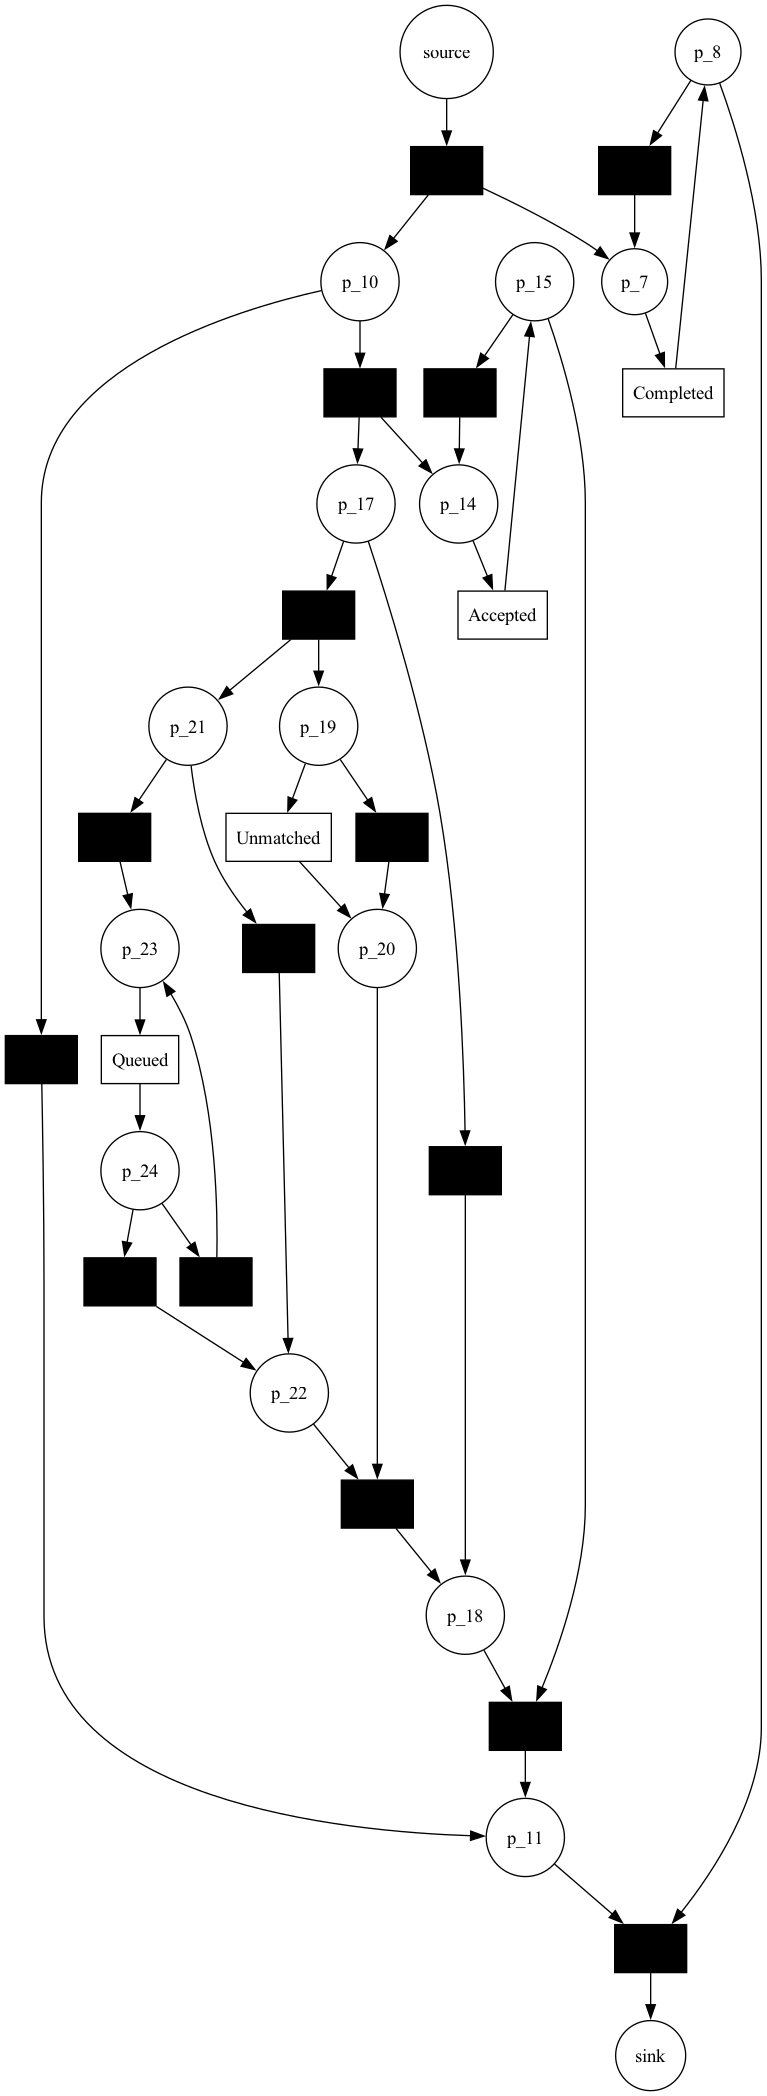 source
p_8
p_10
p_15
p_7
Completed
p_17
p_14
Accepted
p_21
p_19
Unmatched
p_23
p_20
Queued
p_24
p_22
p_18
p_11
sink